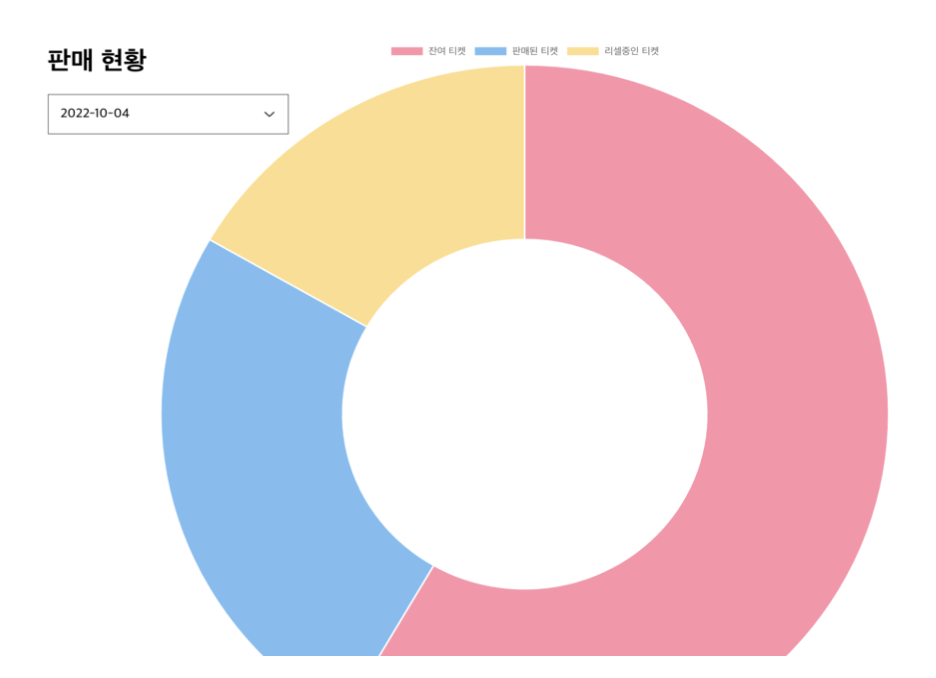 판매 현황
2022-10-04
잔여 티켓
판매된 티켓
리셀중인 티켓